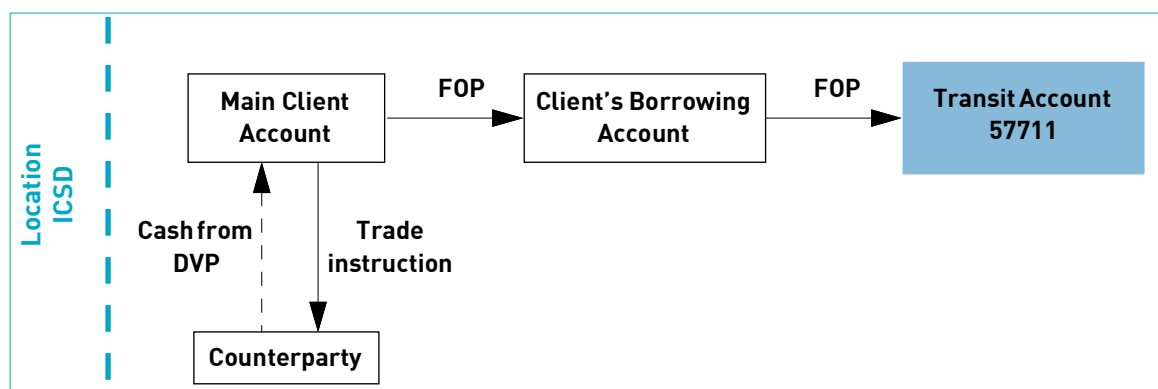 Location
ICSD
Main Client
Account
FOP
Client's Borrowing
Account
FOP
Transit Account
57711
Cash from
DVP
Trade
instruction
Counterparty